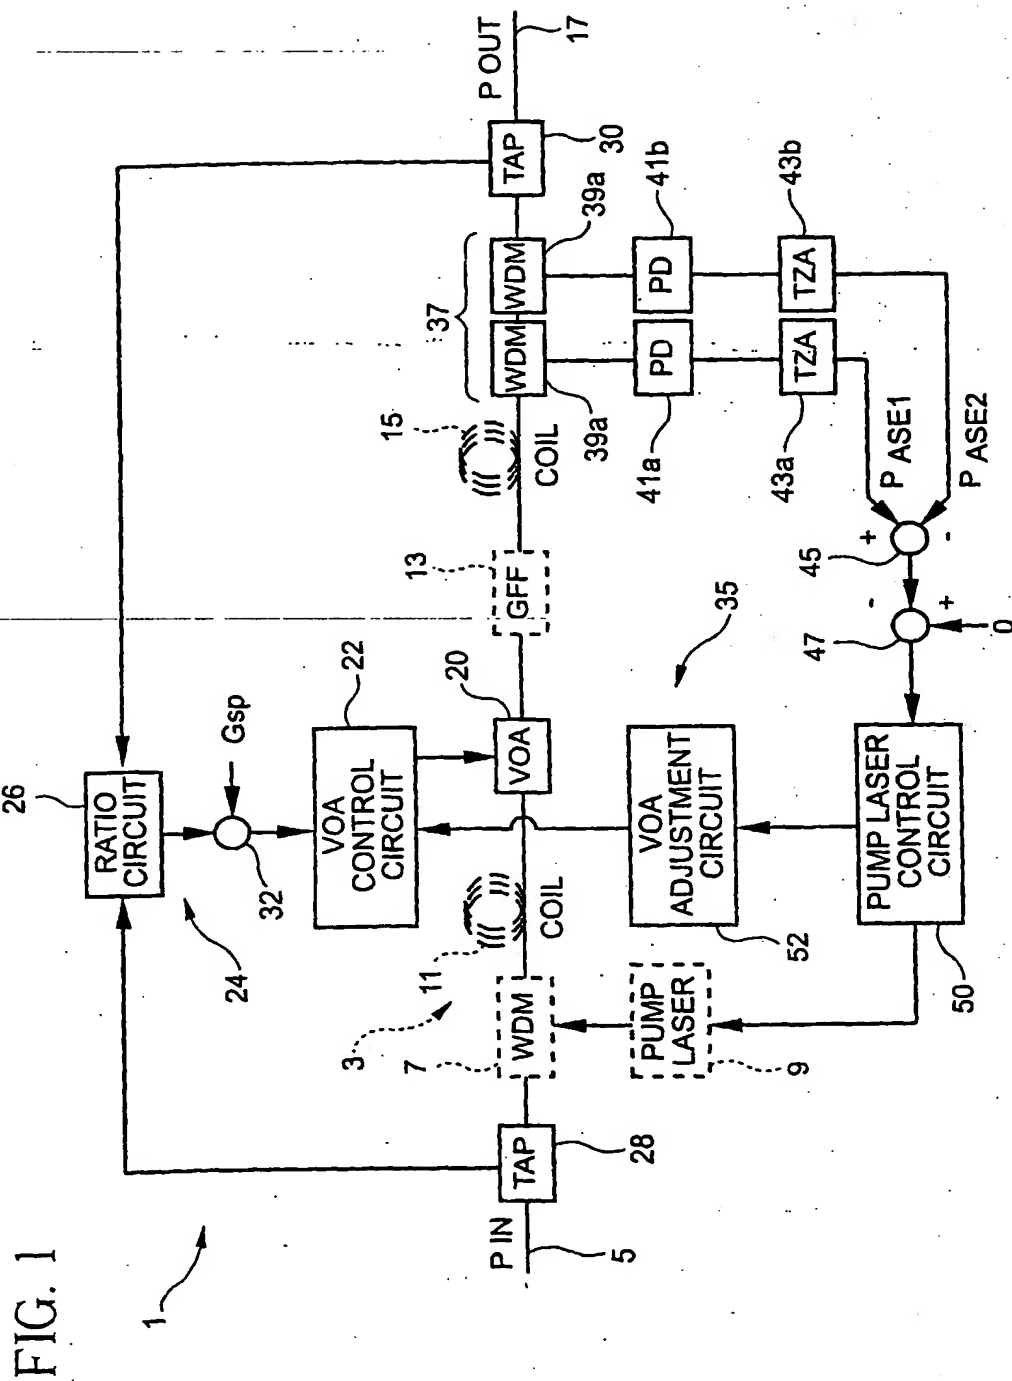 FIG. 1
1
26
RATIO
CIRCUIT
24
32
Gsp
22
VOA
CONTROL
CIRCUIT
P IN
5
TAP
28
3
7
WDM
11
COIL
VOA
20
13
GFF
15
COIL
37
WDM
39a
WDM
39a
TAP
30
P OUT
17
PUMP
LASER
9
VOA
ADJUSTMENT
CIRCUIT
52
35
PD
41a
PD
41b
TZA
43a
TZA
43b
PUMP LASER
CONTROL
CIRCUIT
50
-
+
47
0
+
-
45
P ASE1
P ASE2